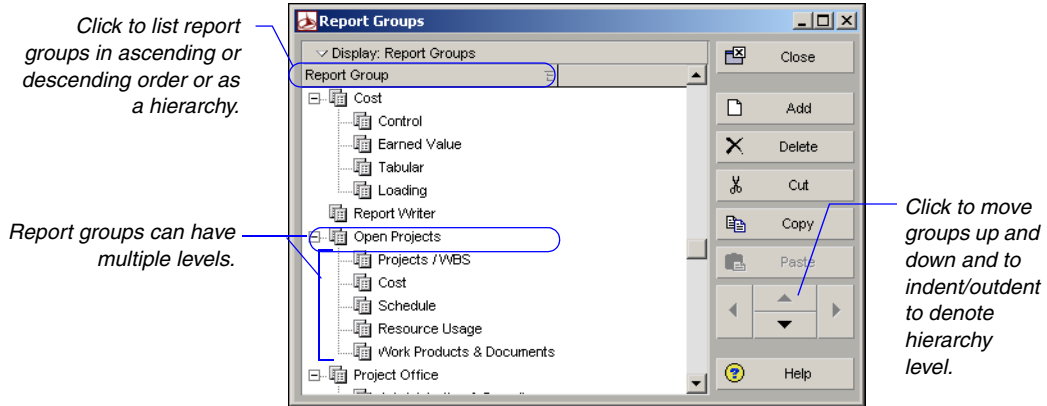 Click to list report
groups in ascending or
descending order or as
a hierarchy.
Report Groups
Display: Report Groups
Report Group
Cost
Control
Earned Value
Tabular
Loading
Report Writer
Open Projects
Projects / WBS
Cost
Schedule
Resource Usage
Work Products & Documents
Project Office
Close
Add
Delete
Cut
Copy
Paste
Help
Report groups can have
multiple levels.
Click to move
groups up and
down and to
indent/outdent
to denote
hierarchy
level.